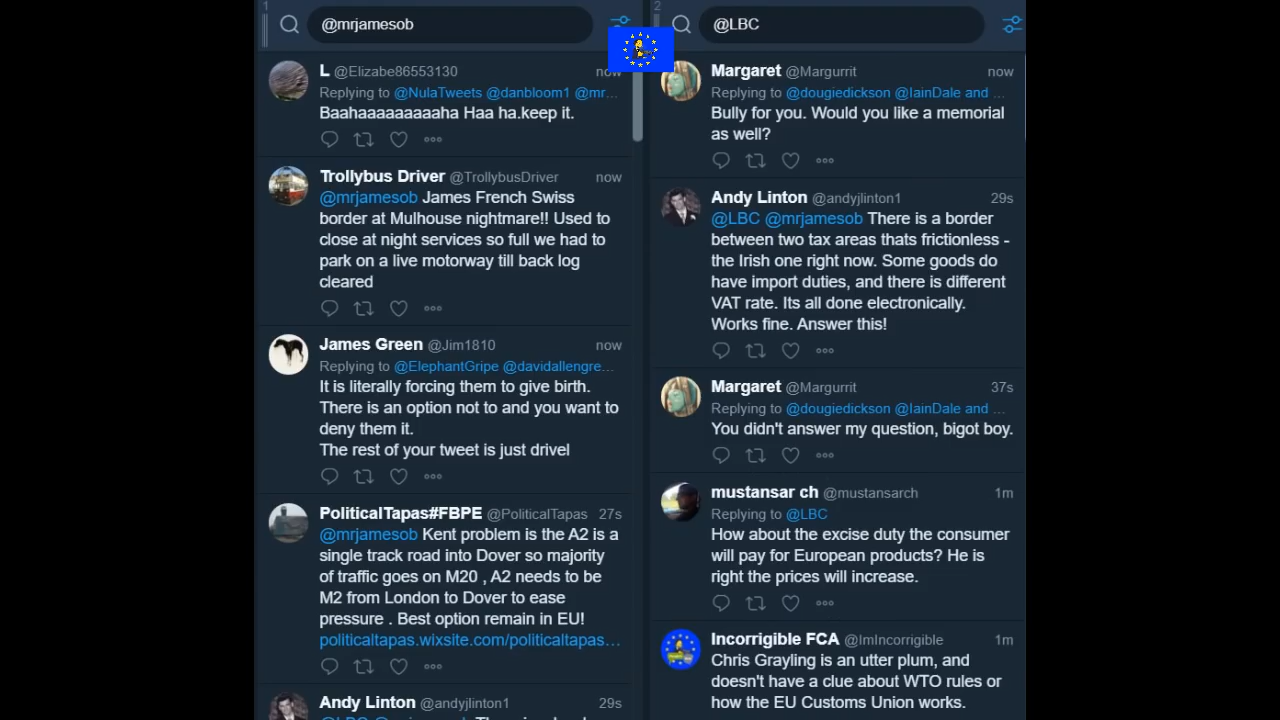 1
@mrjamesob
L @Elizabe86553130 now
Replying to @NulaTweets @danbloom1 @mr...
Baahaaaaaaaaaaha Haa ha.keep it.
Trollybus Driver @TrollybusDriver now
@mrjamesob James French Swiss
border at Mulhouse nightmare!! Used to
close at night services so full we had to
park on a live motorway till back log
cleared
James Green @Jim1810 now
Replying to @ElephantGripe @davidallengre...
It is literally forcing them to give birth.
There is an option not to and you want to
deny them it.
The rest of your tweet is just drivel
PoliticalTapas#FBPE @PoliticalTapas 27s
@mrjamesob Kent problem is the A2 is a
single track road into Dover so majority
of traffic goes on M20 , A2 needs to be
M2 from London to Dover to ease
pressure . Best option remain in EU!
politicaltapas.wixsite.com/politicaltapas...
Andy Linton @andyjlinton1 29s
2
@LBC
Margaret @Margurrit now
Replying to @dougiedickson @IainDale and ...
Bully for you. Would you like a memorial
as well?
Andy Linton @andyjlinton1 29s
@LBC @mrjamesob There is a border
between two tax areas thats frictionless -
the Irish one right now. Some goods do
have import duties, and there is different
VAT rate. Its all done electronically.
Works fine. Answer this!
Margaret @Margurrit 37s
Replying to @dougiedickson @IainDale and ...
You didn't answer my question, bigot boy.
mustansar ch @mustansarch 1m
Replying to @LBC
How about the excise duty the consumer
will pay for European products? He is
right the prices will increase.
Incorrigible FCA @ImIncorrigible 1m
Chris Grayling is an utter plum, and
doesn't have a clue about WTO rules or
how the EU Customs Union works.